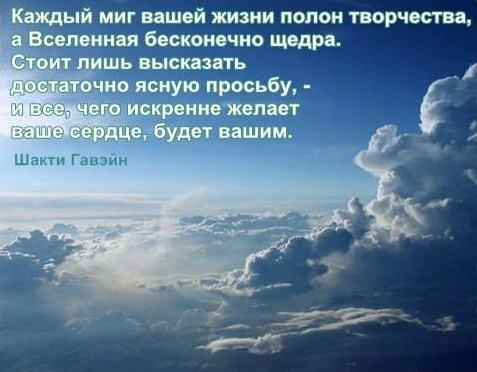 Каждый миг вашей жизни полон творчества,
а Вселенная бесконечно щедра.
Стоит лишь высказать
достаточно ясную просьбу, -
и все, чего искренне желает
ваше сердце, будет вашим.
Шакти Гавэйн